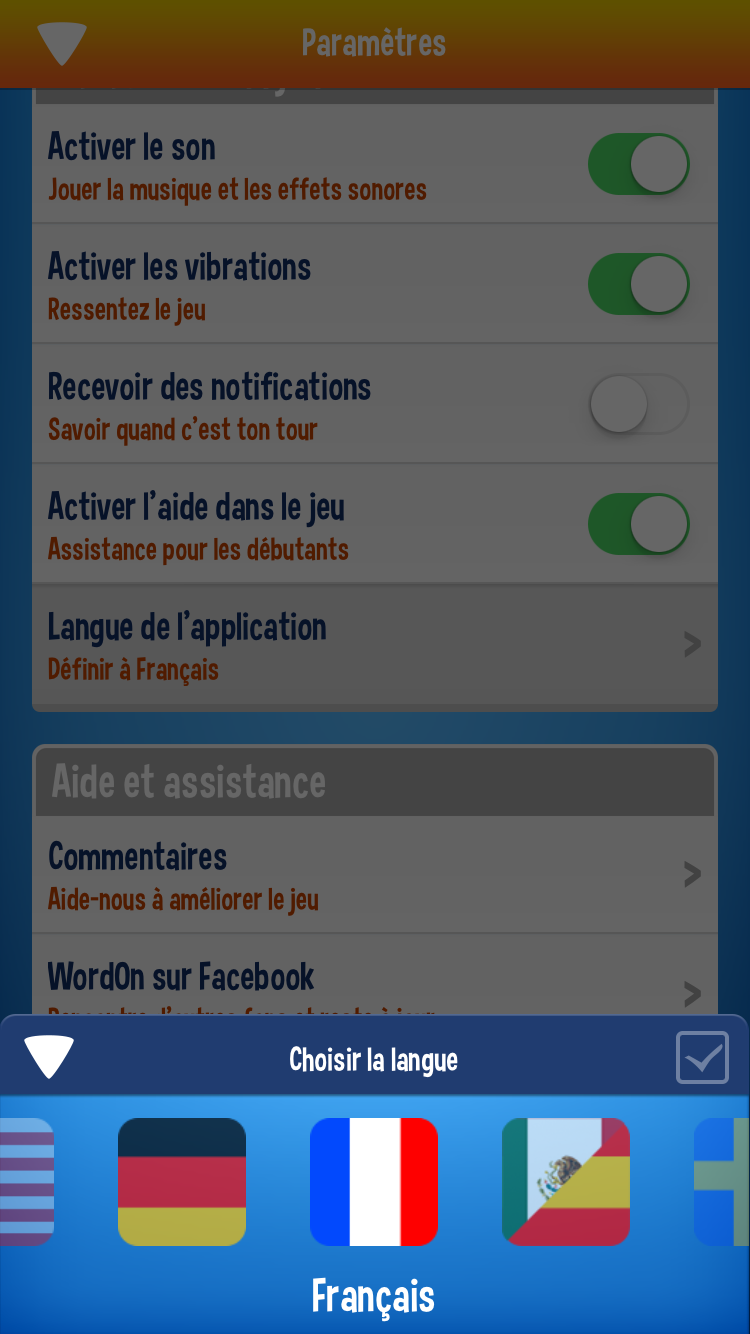 Paramètres
Activer le son
Jouer la musique et les effets sonores
Activer les vibrations
Ressentez le jeu
Recevoir des notifications
Savoir quand c'est ton tour
Activer l'aide dans le jeu
Assistance pour les débutants
Langue de l'application
Définir à Français
>
Aide et assistance
Commentaires
Aide-nous à améliorer le jeu
>
WordOn sur Facebook
>
Choisir la langue
Français